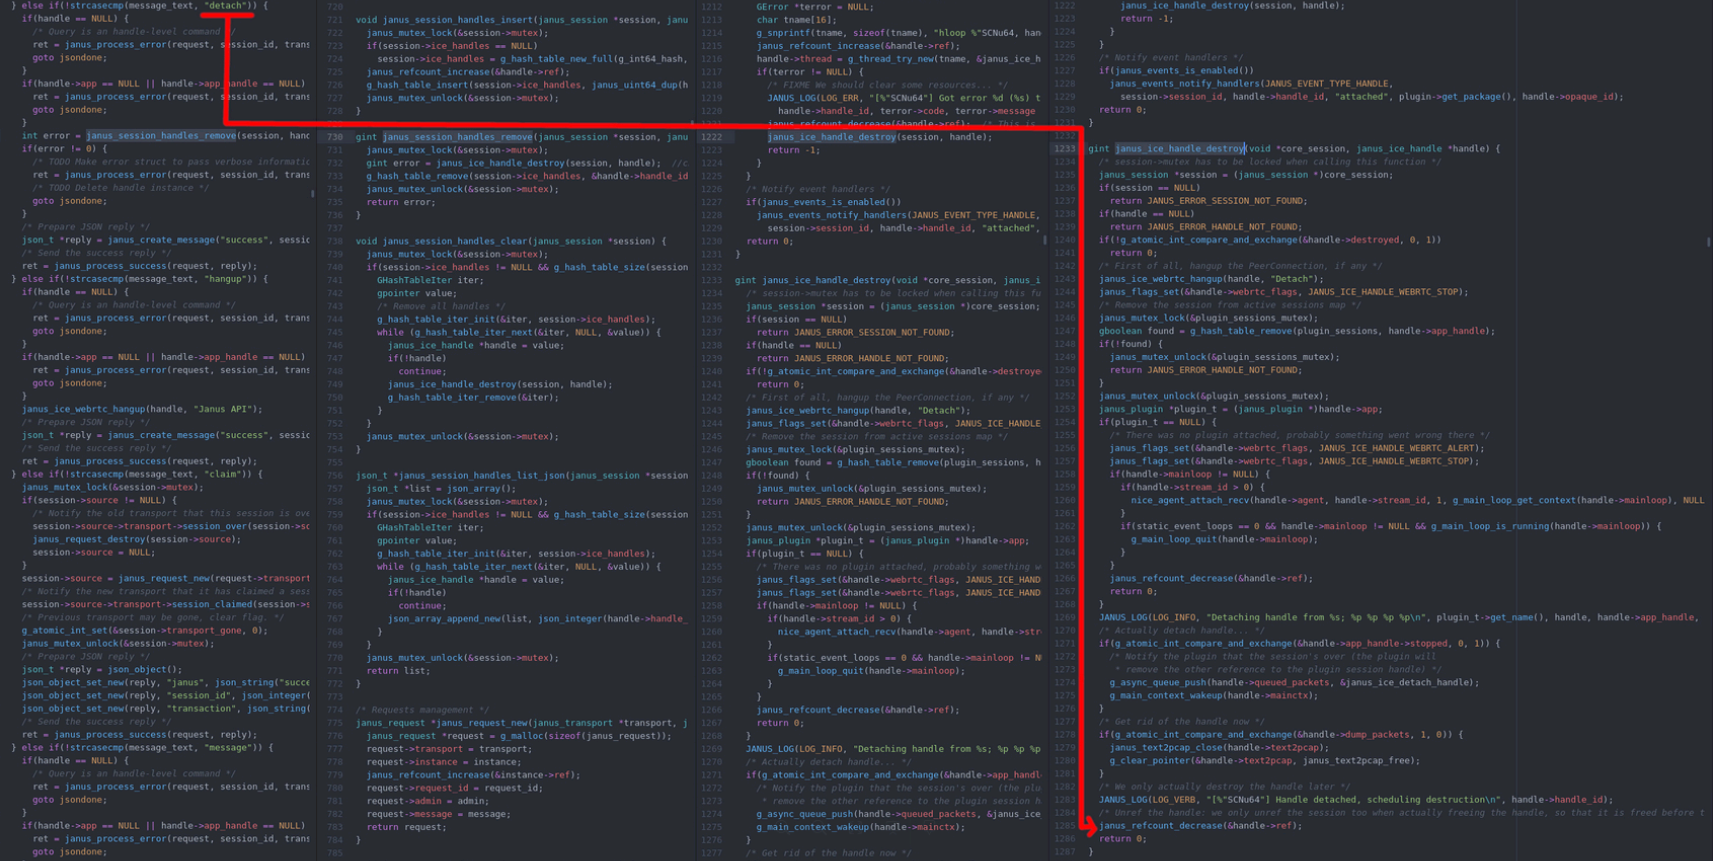 } else if(!strcasecmp(message_text, "detach")) {
if(handle == NULL) {
/* Query is an handle-level command */
ret = janus_process_error(request, session_id, trans
goto jsondone;
}
if(handle->app == NULL || handle->app_handle == NULL)
ret = janus_process_error(request, session_id, trans
goto jsondone;
}
int error = janus_session_handles_remove(session, hand
if(error != 0) {
/* TODO Make error struct to pass verbose informatio
ret = janus_process_error(request, session_id, trans
/* TODO Delete handle instance */
goto jsondone;
}
/* Prepare JSON reply */
json_t *reply = janus_create_message("success", sessic
/* Send the success reply */
ret = janus_process_success(request, reply);
} else if(!strcasecmp(message_text, "hangup")) {
if(handle == NULL) {
/* Query is an handle-level command */
ret = janus_process_error(request, session_id, trans
goto jsondone;
}
if(handle->app == NULL || handle->app_handle == NULL)
ret = janus_process_error(request, session_id, trans
goto jsondone;
}
janus_ice_webrtc_hangup(handle, "Janus API");
/* Prepare JSON reply */
json_t *reply = janus_create_message("success", sessic
/* Send the success reply */
ret = janus_process_success(request, reply);
} else if(!strcasecmp(message_text, "claim")) {
janus_mutex_lock(&session->mutex);
if(session->source != NULL) {
/* Notify the old transport that this session is ove
session->source->transport->session_over(session->sc
janus_request_destroy(session->source);
session->source = NULL;
}
session->source = janus_request_new(request->transport
/* Notify the new transport that it has claimed a sess
session->source->transport->session_claimed(session->s
/* Previous transport may be gone, clear flag. */
g_atomic_int_set(&session->transport_gone, 0);
janus_mutex_unlock(&session->mutex);
/* Prepare JSON reply */
json_t *reply = json_object();
json_object_set_new(reply, "janus", json_string("succe
json_object_set_new(reply, "session_id", json_integer(
json_object_set_new(reply, "transaction", json_string(
/* Send the success reply */
ret = janus_process_success(request, reply);
} else if(!strcasecmp(message_text, "message")) {
if(handle == NULL) {
/* Query is an handle-level command */
ret = janus_process_error(request, session_id, trans
goto jsondone;
}
if(handle->app == NULL || handle->app_handle == NULL)
ret = janus_process_error(request, session_id, trans
goto jsondone;
720
721 void janus_session_handles_insert(janus_session *session, janu
722 janus_mutex_lock(&session->mutex);
723 if(session->ice_handles == NULL)
724 session->ice_handles = g_hash_table_new_full(g_int64_hash,
725 janus_refcount_increase(&handle->ref);
726 g_hash_table_insert(session->ice_handles, janus_uint64_dup(h
727 janus_mutex_unlock(&session->mutex);
728 }
730 gint janus_session_handles_remove(janus_session *session, janu
731 janus_mutex_lock(&session->mutex);
732 gint error = janus_ice_handle_destroy(session, handle); //c
733 g_hash_table_remove(session->ice_handles, &handle->handle_id
734 janus_mutex_unlock(&session->mutex);
735 return error;
736 }
737
738 void janus_session_handles_clear(janus_session *session) {
739 janus_mutex_lock(&session->mutex);
740 if(session->ice_handles != NULL && g_hash_table_size(session
741 GHashTableIter iter;
742 gpointer value;
743 /* Remove all handles */
744 g_hash_table_iter_init(&iter, session->ice_handles);
745 while (g_hash_table_iter_next(&iter, NULL, &value)) {
746 janus_ice_handle *handle = value;
747 if(!handle)
748 continue;
749 janus_ice_handle_destroy(session, handle);
750 g_hash_table_iter_remove(&iter);
751 }
752 }
753 janus_mutex_unlock(&session->mutex);
754 }
755
756 json_t *janus_session_handles_list_json(janus_session *session
757 json_t *list = json_array();
758 janus_mutex_lock(&session->mutex);
759 if(session->ice_handles != NULL && g_hash_table_size(session
760 GHashTableIter iter;
761 gpointer value;
762 g_hash_table_iter_init(&iter, session->ice_handles);
763 while (g_hash_table_iter_next(&iter, NULL, &value)) {
764 janus_ice_handle *handle = value;
765 if(!handle)
766 continue;
767 json_array_append_new(list, json_integer(handle->handle_
768 }
769 }
770 janus_mutex_unlock(&session->mutex);
771 return list;
772 }
773
774 /* Requests management */
775 janus_request *janus_request_new(janus_transport *transport, j
776 janus_request *request = g_malloc(sizeof(janus_request));
777 request->transport = transport;
778 request->instance = instance;
779 janus_refcount_increase(&instance->ref);
780 request->request_id = request_id;
781 request->admin = admin;
782 request->message = message;
783 return request;
784 }
785
1212 GError *terror = NULL;
1213 char tname[16];
1214 g_snprintf(tname, sizeof(tname), "hloop %"SCNu64, han
1215 janus_refcount_increase(&handle->ref);
1216 handle->thread = g_thread_try_new(tname, &janus_ice_h
1217 if(terror != NULL) {
1218 /* FIXME We should clear some resources... */
1219 JANUS_LOG(LOG_ERR, "[%"SCNu64"] Got error %d (%s) t
1220 handle->handle_id, terror->code, terror->message
1221 janus_refcount_decrease(&handle->ref); /* This is
1222 janus_ice_handle_destroy(session, handle);
1223 return -1;
1224 }
1225 }
1226 /* Notify event handlers */
1227 if(janus_events_is_enabled())
1228 janus_events_notify_handlers(JANUS_EVENT_TYPE_HANDLE,
1229 session->session_id, handle->handle_id, "attached",
1230 return 0;
1231 }
1232
1233 gint janus_ice_handle_destroy(void *core_session, janus_i
1234 /* session->mutex has to be locked when calling this fu
1235 janus_session *session = (janus_session *)core_session;
1236 if(session == NULL)
1237 return JANUS_ERROR_SESSION_NOT_FOUND;
1238 if(handle == NULL)
1239 return JANUS_ERROR_HANDLE_NOT_FOUND;
1240 if(!g_atomic_int_compare_and_exchange(&handle->destroye
1241 return 0;
1242 /* First of all, hangup the PeerConnection, if any */
1243 janus_ice_webrtc_hangup(handle, "Detach");
1244 janus_flags_set(&handle->webrtc_flags, JANUS_ICE_HANDLE
1245 /* Remove the session from active sessions map */
1246 janus_mutex_lock(&plugin_sessions_mutex);
1247 gboolean found = g_hash_table_remove(plugin_sessions, h
1248 if(!found) {
1249 janus_mutex_unlock(&plugin_sessions_mutex);
1250 return JANUS_ERROR_HANDLE_NOT_FOUND;
1251 }
1252 janus_mutex_unlock(&plugin_sessions_mutex);
1253 janus_plugin *plugin_t = (janus_plugin *)handle->app;
1254 if(plugin_t == NULL) {
1255 /* There was no plugin attached, probably something w
1256 janus_flags_set(&handle->webrtc_flags, JANUS_ICE_HAND
1257 janus_flags_set(&handle->webrtc_flags, JANUS_ICE_HAND
1258 if(handle->mainloop != NULL) {
1259 if(handle->stream_id > 0) {
1260 nice_agent_attach_recv(handle->agent, handle->str
1261 }
1262 if(static_event_loops == 0 && handle->mainloop != N
1263 g_main_loop_quit(handle->mainloop);
1264 }
1265 }
1266 janus_refcount_decrease(&handle->ref);
1267 return 0;
1268 }
1269 JANUS_LOG(LOG_INFO, "Detaching handle from %s; %p %p %p
1270 /* Actually detach handle... */
1271 if(g_atomic_int_compare_and_exchange(&handle->app_handl
1272 /* Notify the plugin that the session's over (the plu
1273 * remove the other reference to the plugin session h
1274 g_async_queue_push(handle->queued_packets, &janus_ice
1275 g_main_context_wakeup(handle->mainctx);
1276 }
1277 /* Get rid of the handle now */
1222 janus_ice_handle_destroy(session, handle);
1223 return -1;
1224 }
1225 }
1226 /* Notify event handlers */
1227 if(janus_events_is_enabled())
1228 janus_events_notify_handlers(JANUS_EVENT_TYPE_HANDLE,
1229 session->session_id, handle->handle_id, "attached", plugin->get_package(), handle->opaque_id);
1230 return 0;
1231 }
1232
1233 gint janus_ice_handle_destroy(void *core_session, janus_ice_handle *handle) {
1234 /* session->mutex has to be locked when calling this function */
1235 janus_session *session = (janus_session *)core_session;
1236 if(session == NULL)
1237 return JANUS_ERROR_SESSION_NOT_FOUND;
1238 if(handle == NULL)
1239 return JANUS_ERROR_HANDLE_NOT_FOUND;
1240 if(!g_atomic_int_compare_and_exchange(&handle->destroyed, 0, 1))
1241 return 0;
1242 /* First of all, hangup the PeerConnection, if any */
1243 janus_ice_webrtc_hangup(handle, "Detach");
1244 janus_flags_set(&handle->webrtc_flags, JANUS_ICE_HANDLE_WEBRTC_STOP);
1245 /* Remove the session from active sessions map */
1246 janus_mutex_lock(&plugin_sessions_mutex);
1247 gboolean found = g_hash_table_remove(plugin_sessions, handle->app_handle);
1248 if(!found) {
1249 janus_mutex_unlock(&plugin_sessions_mutex);
1250 return JANUS_ERROR_HANDLE_NOT_FOUND;
1251 }
1252 janus_mutex_unlock(&plugin_sessions_mutex);
1253 janus_plugin *plugin_t = (janus_plugin *)handle->app;
1254 if(plugin_t == NULL) {
1255 /* There was no plugin attached, probably something went wrong there */
1256 janus_flags_set(&handle->webrtc_flags, JANUS_ICE_HANDLE_WEBRTC_ALERT);
1257 janus_flags_set(&handle->webrtc_flags, JANUS_ICE_HANDLE_WEBRTC_STOP);
1258 if(handle->mainloop != NULL) {
1259 if(handle->stream_id > 0) {
1260 nice_agent_attach_recv(handle->agent, handle->stream_id, 1, g_main_loop_get_context(handle->mainloop), NULL
1261 }
1262 if(static_event_loops == 0 && handle->mainloop != NULL && g_main_loop_is_running(handle->mainloop)) {
1263 g_main_loop_quit(handle->mainloop);
1264 }
1265 }
1266 janus_refcount_decrease(&handle->ref);
1267 return 0;
1268 }
1269 JANUS_LOG(LOG_INFO, "Detaching handle from %s; %p %p %p %p\n", plugin_t->get_name(), handle, handle->app_handle,
1270 /* Actually detach handle... */
1271 if(g_atomic_int_compare_and_exchange(&handle->app_handle->stopped, 0, 1)) {
1272 /* Notify the plugin that the session's over (the plugin will
1273 * remove the other reference to the plugin session handle) */
1274 g_async_queue_push(handle->queued_packets, &janus_ice_detach_handle);
1275 g_main_context_wakeup(handle->mainctx);
1276 }
1277 /* Get rid of the handle now */
1278 if(g_atomic_int_compare_and_exchange(&handle->dump_packets, 1, 0)) {
1279 janus_text2pcap_close(handle->text2pcap);
1280 g_clear_pointer(&handle->text2pcap, janus_text2pcap_free);
1281 }
1282 /* We only actually destroy the handle later */
1283 JANUS_LOG(LOG_VERB, "[%"SCNu64"] Handle detached, scheduling destruction\n", handle->handle_id);
1284 /* Unref the handle: we only unref the session too when actually freeing the handle, so that it is freed before t
1285 janus_refcount_decrease(&handle->ref);
1286 return 0;
1287 }